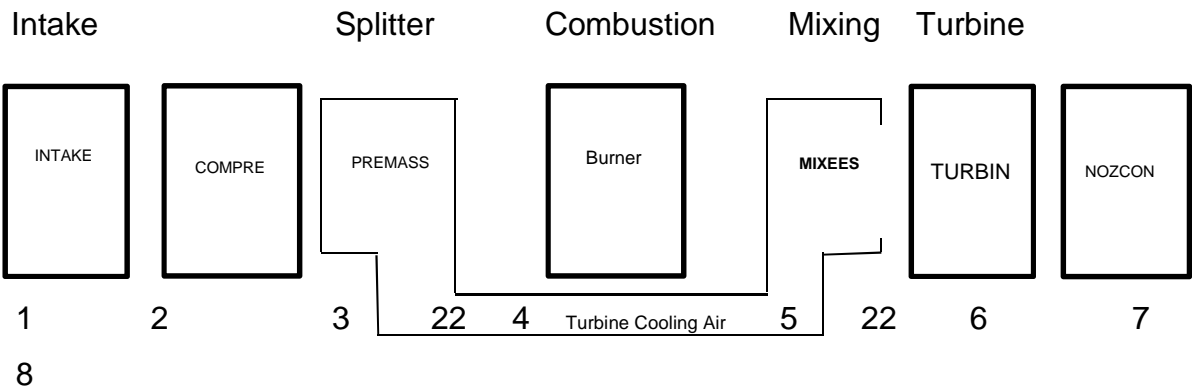 Intake Splitter Combustion Mixing Turbine
INTAKE COMPRE PREMASS Burner MIXEES TURBIN NOZCON
1 2 3 22 4 Turbine Cooling Air 5 22 6 7
8